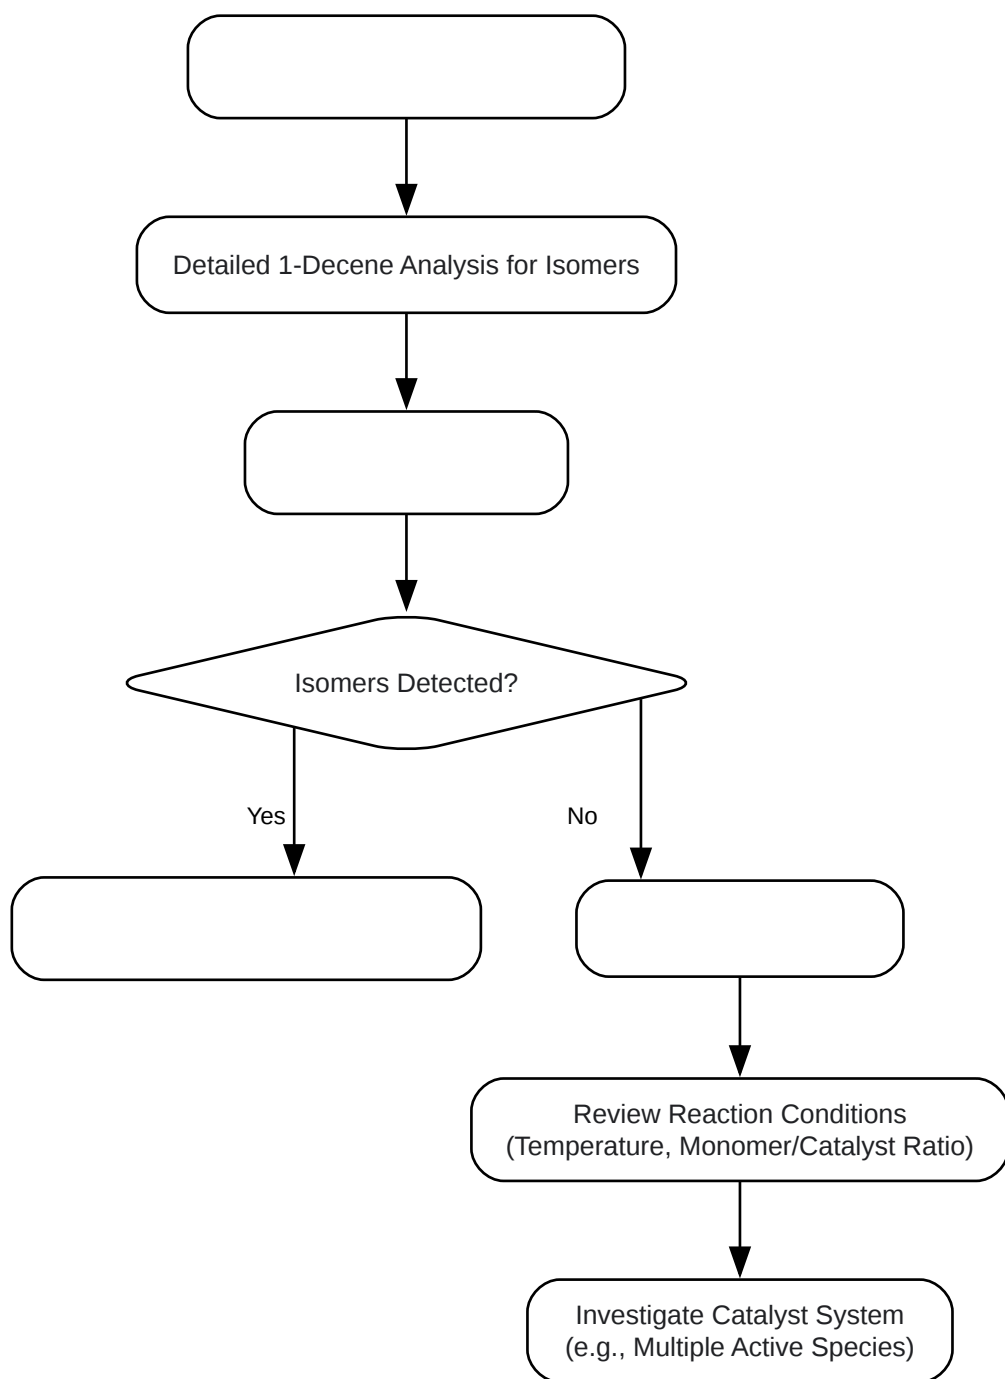 Detailed 1-Decene Analysis for Isomers
Isomers Detected?
Yes
No
Review Reaction Conditions
(Temperature, Monomer/Catalyst Ratio)
Investigate Catalyst System
(e.g., Multiple Active Species)